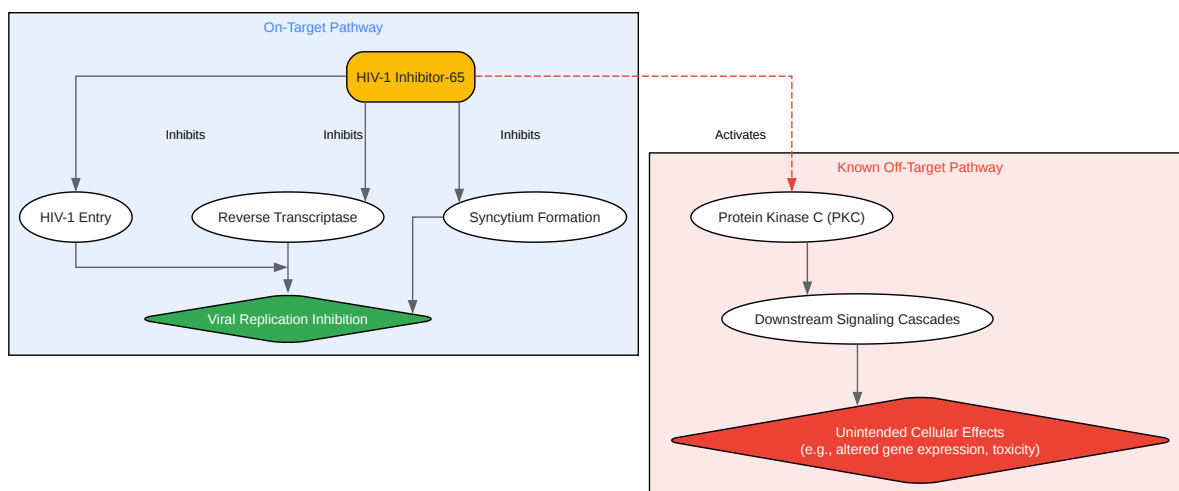 On-Target Pathway
HIV-1 Inhibitor-65
Inhibits
Inhibits
Inhibits
Activates
Known Off-Target Pathway
HIV-1 Entry
Reverse Transcriptase
Syncytium Formation
Protein Kinase C (PKC)
Viral Replication Inhibition
Downstream Signaling Cascades
Unintended Cellular Effects
(e.g., altered gene expression, toxicity)